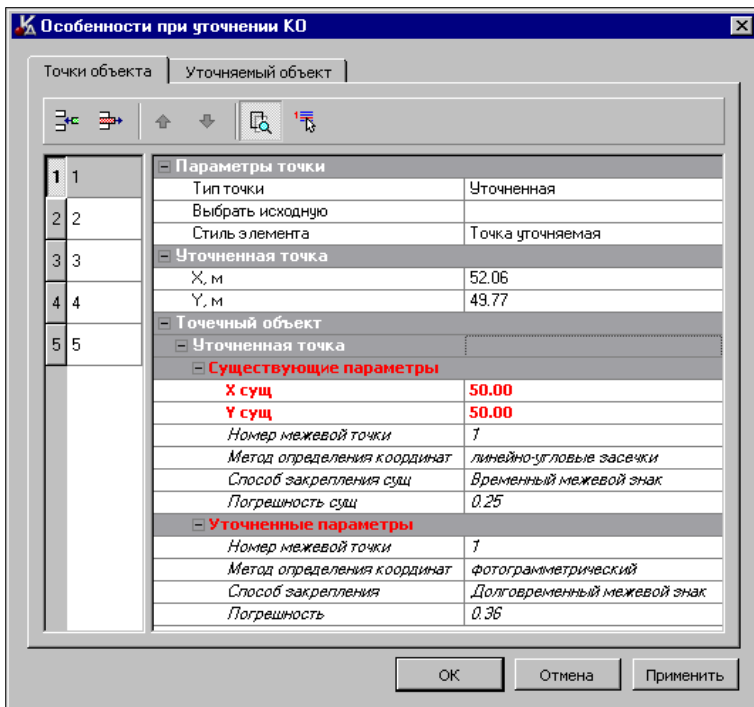 Особенности при уточнении КО
Точки объекта Уточняемый объект
1 1
2 2
3 3
4 4
5 5
Параметры точки
Тип точки Уточненная
Выбрать исходную
Стиль элемента Точка уточняемая
Уточненная точка
X, м 52.06
Y, м 49.77
Точечный объект
Уточненная точка
Существующие параметры
X сущ 50.00
Y сущ 50.00
Номер межевой точки 1
Метод определения координат линейно-угловые засечки
Способ закрепления сущ Временный межевой знак
Погрешность сущ 0.25
Уточненные параметры
Номер межевой точки 1
Метод определения координат фотограмметрический
Способ закрепления Долговременный межевой знак
Погрешность 0.36
ОК Отмена Применить